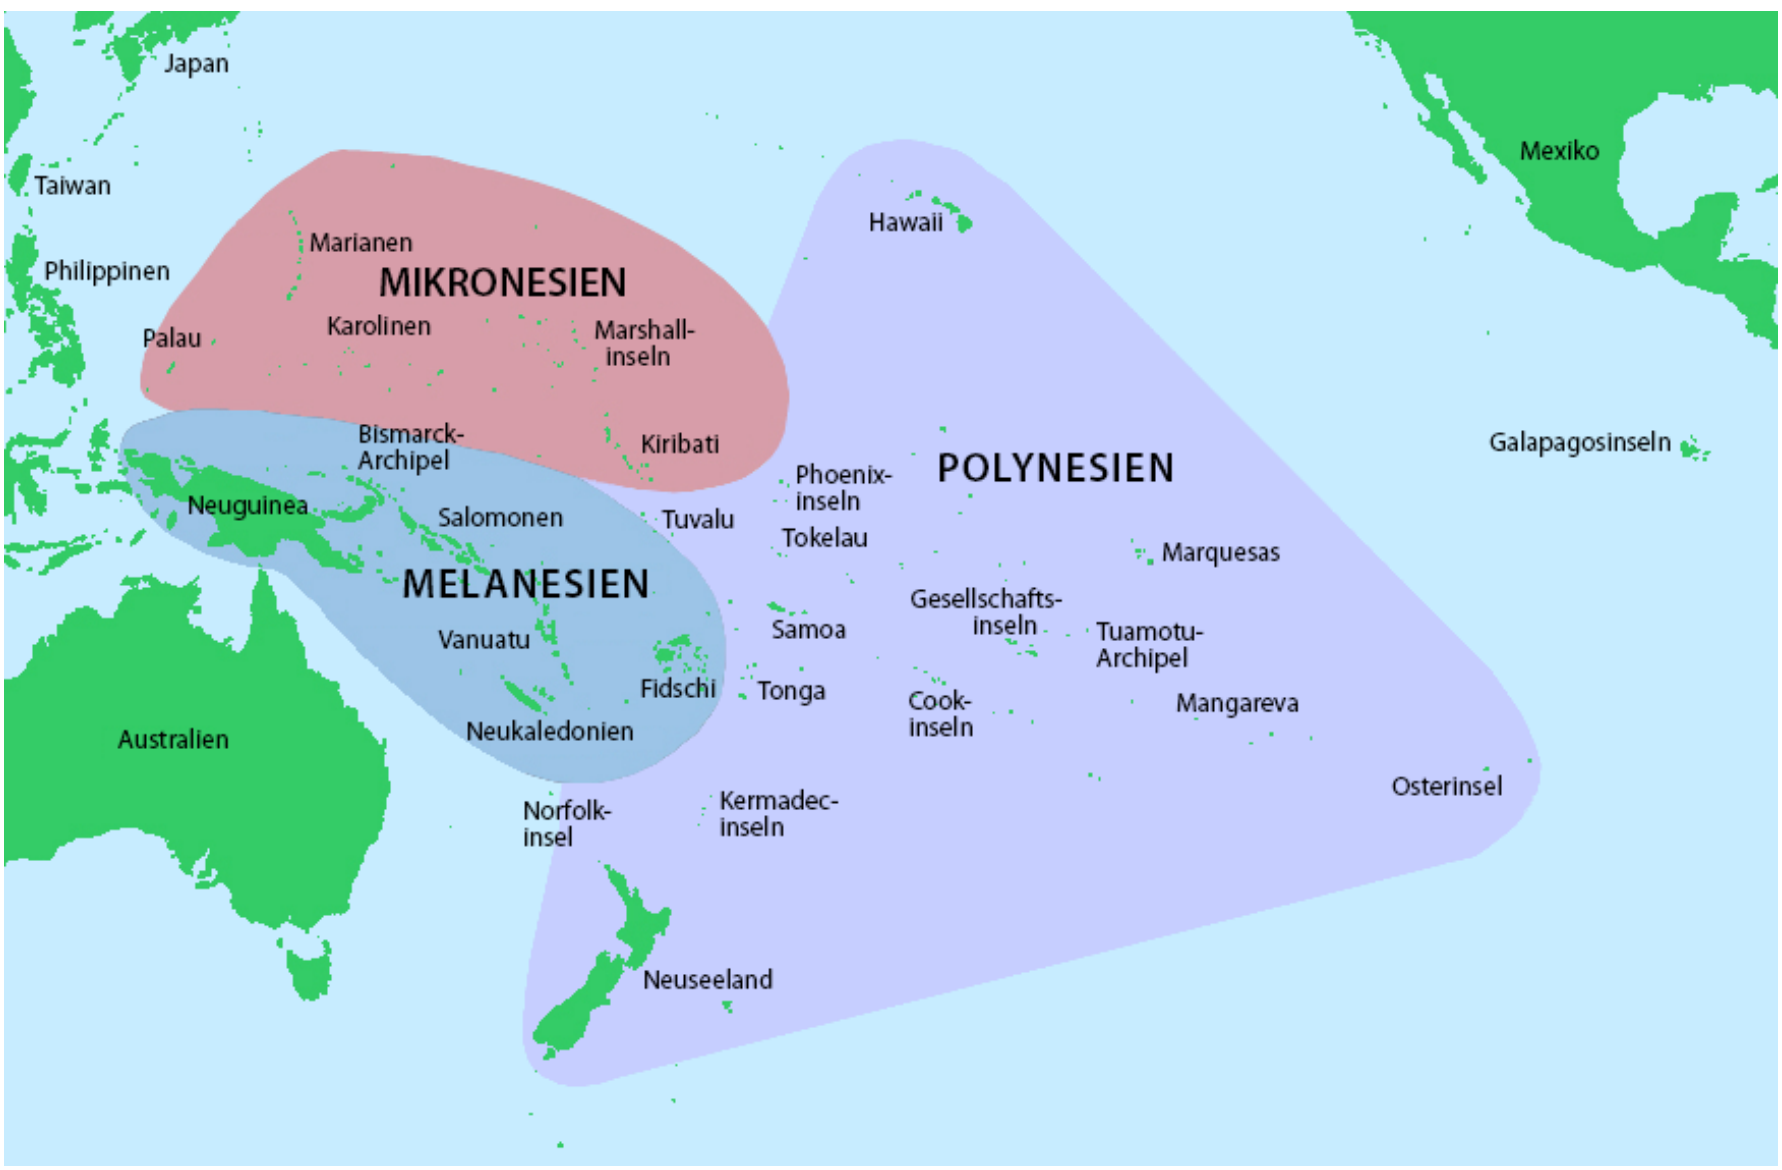 Japan
Mexiko
Taiwan
Hawaii
Marianen
Philippinen
MIKRONESIEN
Karolinen
Palau
Marshall-
inseln
Bismarck-
Archipel
Kiribati
Galapagosinseln
POLYNESIEN
Phoenix-
inseln
Neuguinea
Salomonen
Tuvalu
Tokelau
Marquesas
MELANESIEN
Gesellschafts-
inseln
Samoa
Tuamotu-
Archipel
Vanuatu
Fidschi
Tonga
Cook-
inseln
Mangareva
Neukaledonien
Australien
Osterinsel
Norfolk-
insel
Kermadec-
inseln
Neuseeland